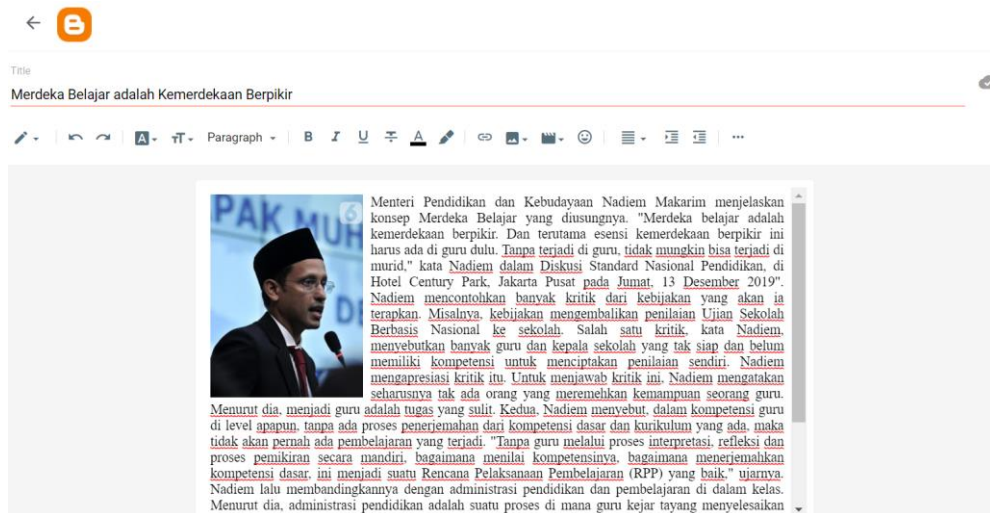 Title
Merdeka Belajar adalah Kemerdekaan Berpikir
Paragraph
B I U A
PAK MUH
6
DE
Menteri Pendidikan dan Kebudayaan Nadiem Makarim menjelaskan
konsep Merdeka Belajar yang diusungnya. "Merdeka belajar adalah
kemerdekaan berpikir. Dan terutama esensi kemerdekaan berpikir ini
harus ada di guru dulu. Tanpa terjadi di guru, tidak mungkin bisa terjadi di
murid," kata Nadiem dalam Diskusi Standard Nasional Pendidikan, di
Hotel Century Park, Jakarta Pusat pada Jumat, 13 Desember 2019".
Nadiem mencontohkan banyak kritik dari kebijakan yang akan ia
terapkan. Misalnya, kebijakan mengembalikan penilaian Ujian Sekolah
Berbasis Nasional ke sekolah. Salah satu kritik, kata Nadiem,
menyebutkan banyak guru dan kepala sekolah yang tak siap dan belum
memiliki kompetensi untuk menciptakan penilaian sendiri. Nadiem
mengapresiasi kritik itu. Untuk menjawab kritik ini, Nadiem mengatakan
seharusnya tak ada orang yang meremehkan kemampuan seorang guru.
Menurut dia, menjadi guru adalah tugas yang sulit. Kedua, Nadiem menyebut, dalam kompetensi guru
di level apapun, tanpa ada proses penerjemahan dari kompetensi dasar dan kurikulum yang ada, maka
tidak akan pernah ada pembelajaran yang terjadi. "Tanpa guru melalui proses interpretasi, refleksi dan
proses pemikiran secara mandiri, bagaimana menilai kompetensinya, bagaimana menerjemahkan
kompetensi dasar, ini menjadi suatu Rencana Pelaksanaan Pembelajaran (RPP) yang baik," ujarnya.
Nadiem lalu membandingkannya dengan administrasi pendidikan dan pembelajaran di dalam kelas.
Menurut dia, administrasi pendidikan adalah suatu proses di mana guru kejar tayang menyelesaikan